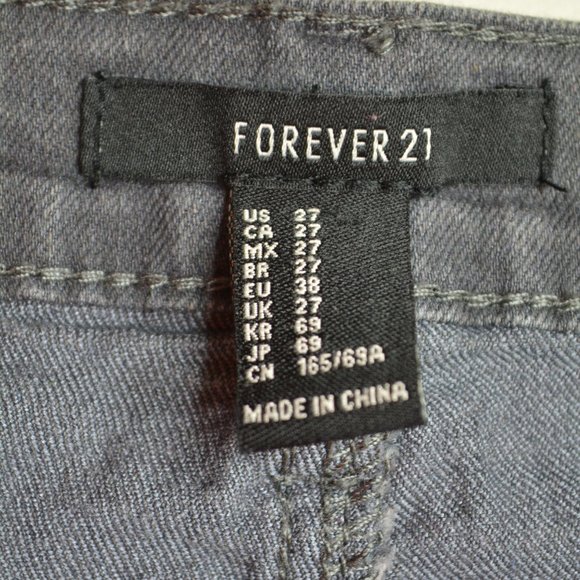 FOREVER 21
US 27
CA 27
MX 27
BR 27
EU 38
UK 27
KR 69
JP 69
CN 165/69A
MADE IN CHINA